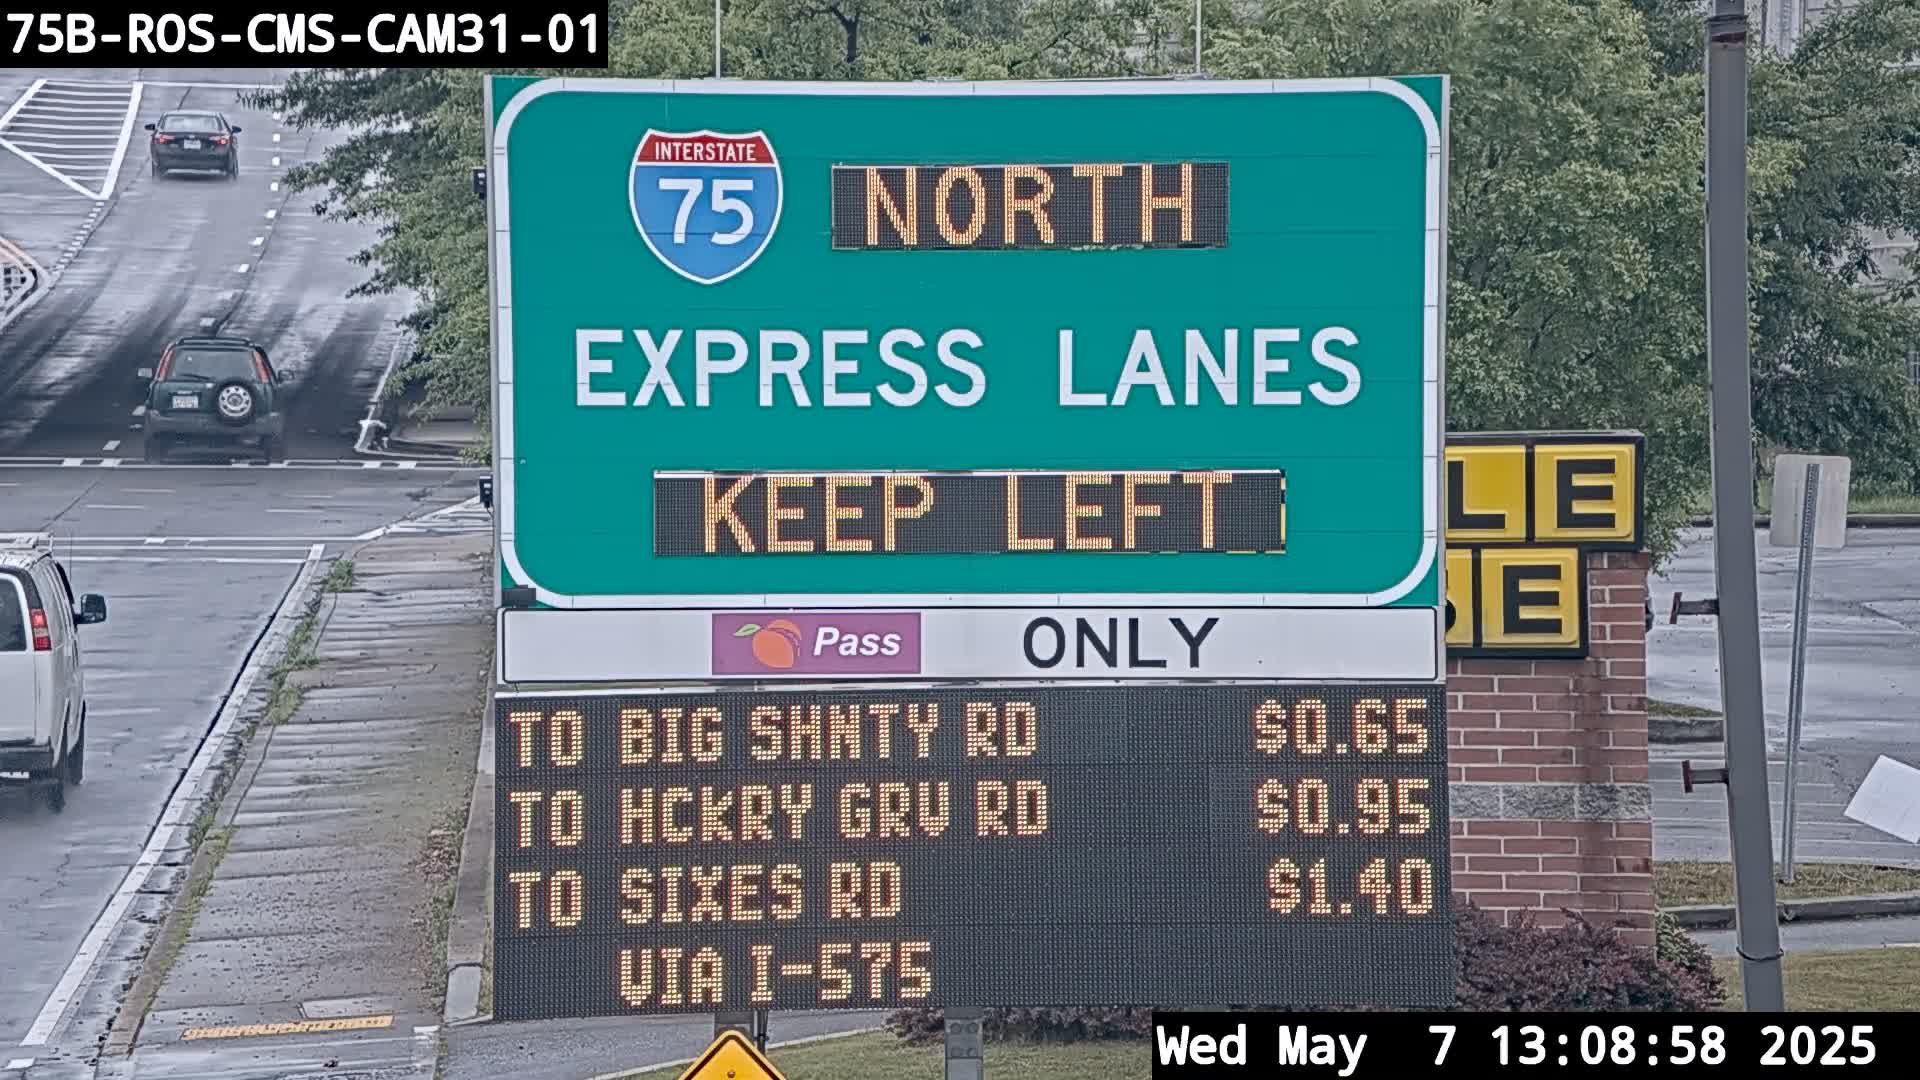 75B-ROS-CMS-CAM31-01
INTERSTATE
75
NORTH
EXPRESS LANES
KEEP LEFT
LE
E
Pass ONLY
TO BIG SHNTY RD $0.65
TO HCKRY GRV RD $0.95
TO SIXES RD $1.40
VIA I-575
Wed May 7 13:08:58 2025